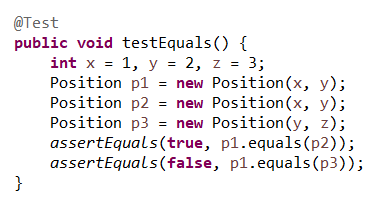 @Test
public void testEquals() {
    int x = 1, y = 2, z = 3;
    Position p1 = new Position(x, y);
    Position p2 = new Position(x, y);
    Position p3 = new Position(y, z);
    assertEquals(true, p1.equals(p2));
    assertEquals(false, p1.equals(p3));
}